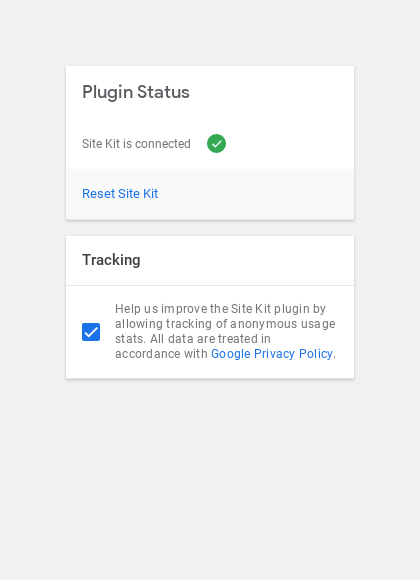 Plugin Status
Site Kit is connected
Reset Site Kit
Tracking
Help us improve the Site Kit plugin by
allowing tracking of anonymous usage
stats. All data are treated in
accordance with Google Privacy Policy.